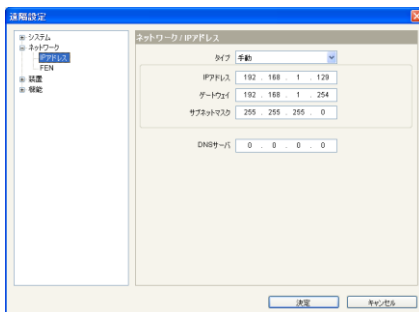 遠隔設定
システム
ネットワーク
IPアドレス
FEN
装置
機能
ネットワーク / IPアドレス
タイプ 手動
IPアドレス 192 . 168 . 1 . 129
ゲートウェイ 192 . 168 . 1 . 254
サブネットマスク 255 . 255 . 255 . 0
DNSサーバ 0 . 0 . 0 . 0
決定 キャンセル